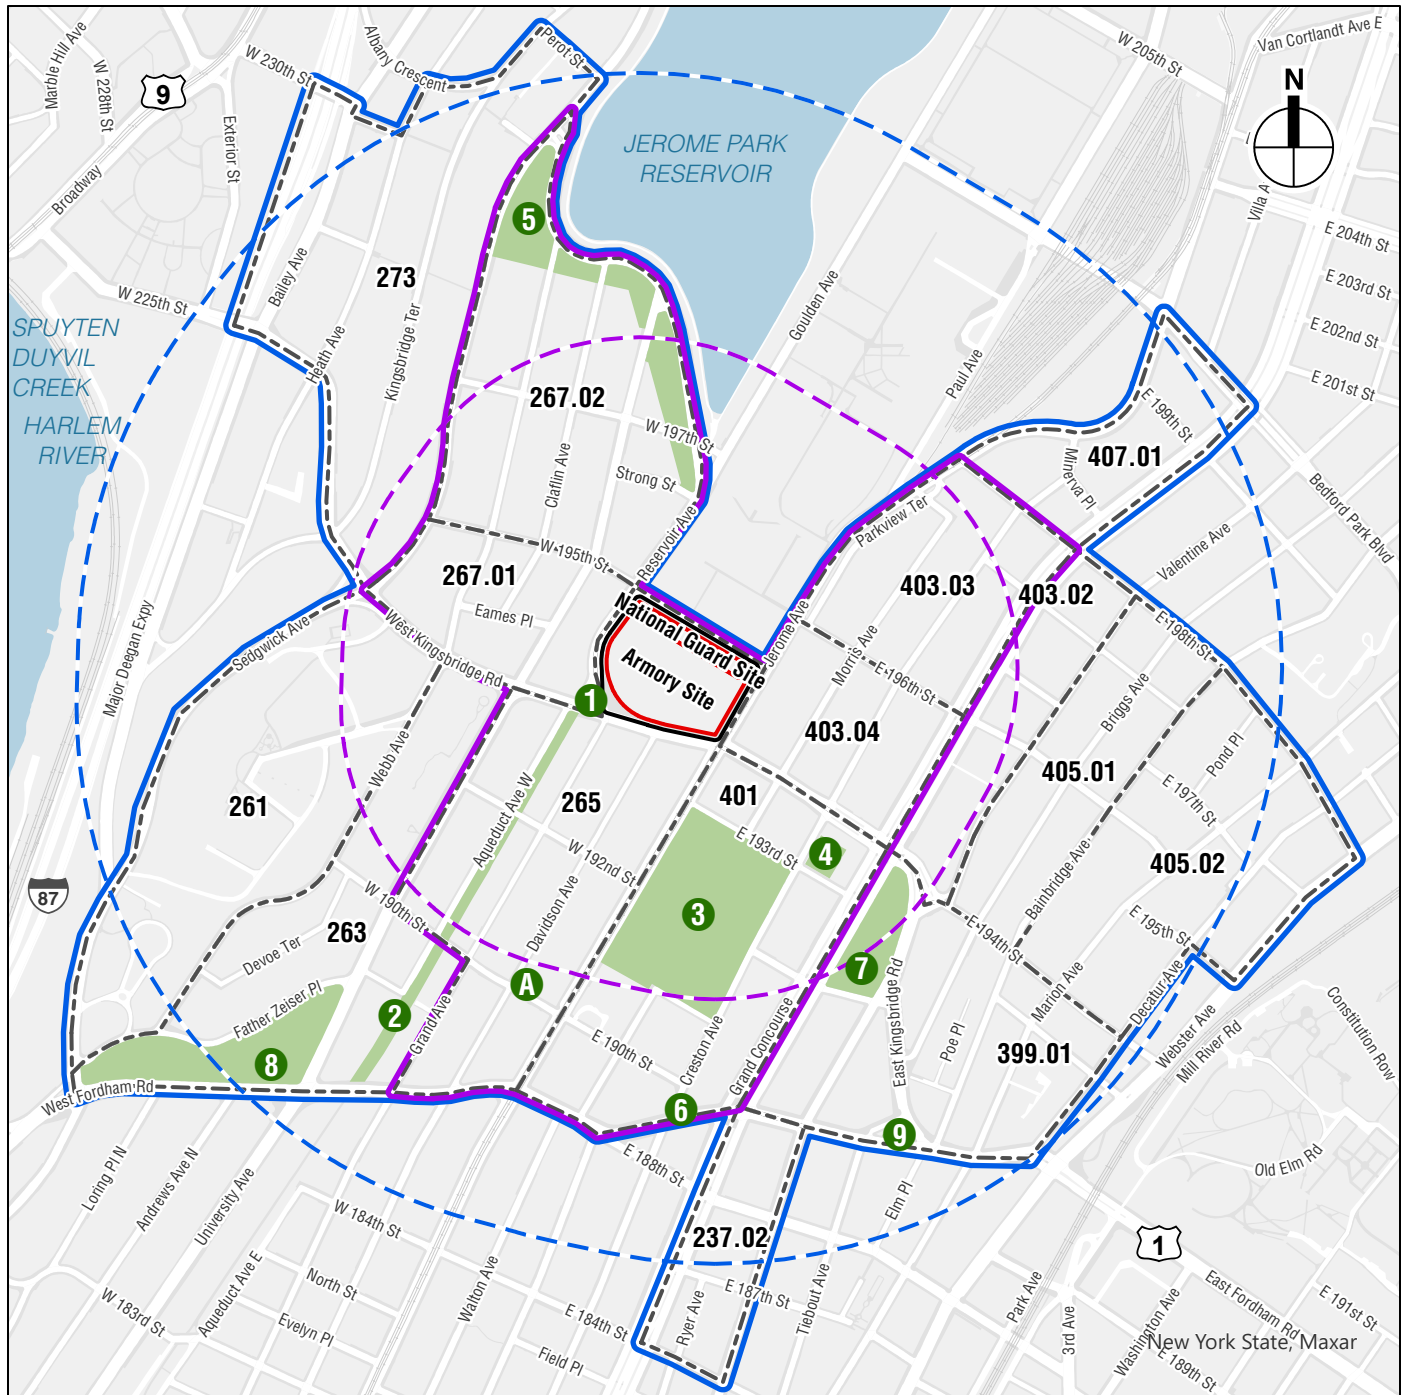 Marble Hill Ave
W 228th St
9
W 230th St
Albany Crescent
Perot St
W 205th St
Van Cortlandt Ave E
N
Exterior St
Broadway
JEROME PARK
RESERVOIR
Villa A
E 204th St
E 203rd St
E 202nd St
E 201st St
5
273
Bailey Ave
W 225th St
Goulden Ave
SPUYTEN
DUYVIL
CREEK
HARLEM
RIVER
Heath Ave
Kingsbridge Ter
267.02
Paul Ave
E 199th St
407.01
Minerva Pl
W 197th St
Claflin Ave
Strong St
Bedford Park Blvd
Parkview Ter
Valentine Ave
Reservoir Ave
W 195th St
267.01
403.03
403.02
Eames Pl
National Guard Site
Armory Site
Jerome Ave
Morris Ave
E 196th St
E 198th St
Sedgwick Ave
Major Deegan Expy
West Kingsbridge Rd
1
Briggs Ave
403.04
Pond Pl
Webb Ave
405.01
E 197th St
261
Aqueduct Ave W
265
401
E 193rd St
4
W 192nd St
405.02
Bainbridge Ave
87
W 190th St
Davidson Ave
3
E 195th St
263
Devoe Ter
E 194th St
7
A
Father Zeiser Pl
2
Grand Ave
East Kingsbridge Rd
Marion Ave
Decatur Ave
Webster Ave
Mill River Rd
Constitution Row
Creston Ave
Grand Concourse
E 190th St
Poe Pl
399.01
8
West Fordham Rd
6
9
E 188th St
Old Elm Rd
Loring Pl N
Andrews Ave N
University Ave
Elm Pl
W 184th St
237.02
1
Aqueduct Ave E
North St
Walton Ave
E 187th St
Ryer Ave
Tiebout Ave
Park Ave
3rd Ave
Washington Ave
East Fordham Rd
E 191st St
W 183rd St
Evelyn Pl
E 184th St
Field Pl
New York State, Maxar
E 189th St